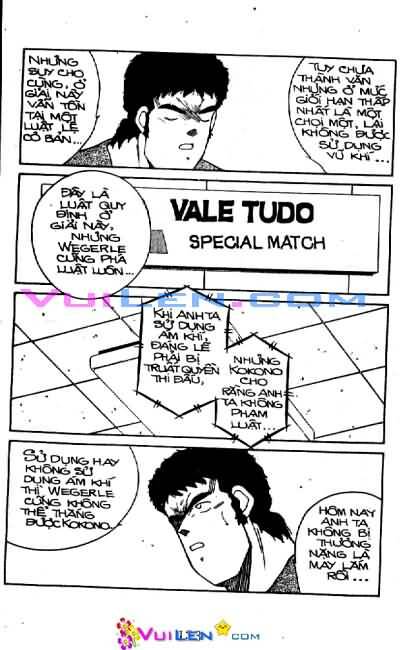 NHƯNG
SUY CHO
CÙNG, Ở
GIẢI NÀY
VẪN TỒN
TẠI MỘT
LUẬT LỆ
CƠ BẢN...
TUY CHƯA
THÀNH VĂN
NHƯNG Ở MỨC
GIỚI HẠN THẤP
NHẤT LÀ MỘT
CHỌI MỘT, LẠI
KHÔNG ĐƯỢC
SỬ DỤNG
VŨ KHÍ...
ĐÂY LÀ
LUẬT QUY
ĐỊNH Ở
GIẢI NÀY,
NHƯNG
WEGERLE
CŨNG PHÁ
LUẬT LUÔN...
VALE TUDO
SPECIAL MATCH
VUILEN.COM
KHI ANH TA
SỬ DỤNG
ÁM KHÍ,
ĐÁNG LẼ
PHẢI BỊ
TRUẤT QUYỀN
THI ĐẤU,
NHƯNG
KOKONO
CHO
RẰNG ANH
TA KHÔNG
PHẠM
LUẬT...
SỬ DỤNG HAY
KHÔNG SỬ
DỤNG ÁM KHÍ
THÌ WEGERLE
CŨNG KHÔNG
THỂ THẮNG
ĐƯỢC KOKONO...
HÔM NAY
ANH TA
KHÔNG BỊ
THƯƠNG
NẶNG LÀ
MAY LẮM
RỒI...
VUILEN.COM